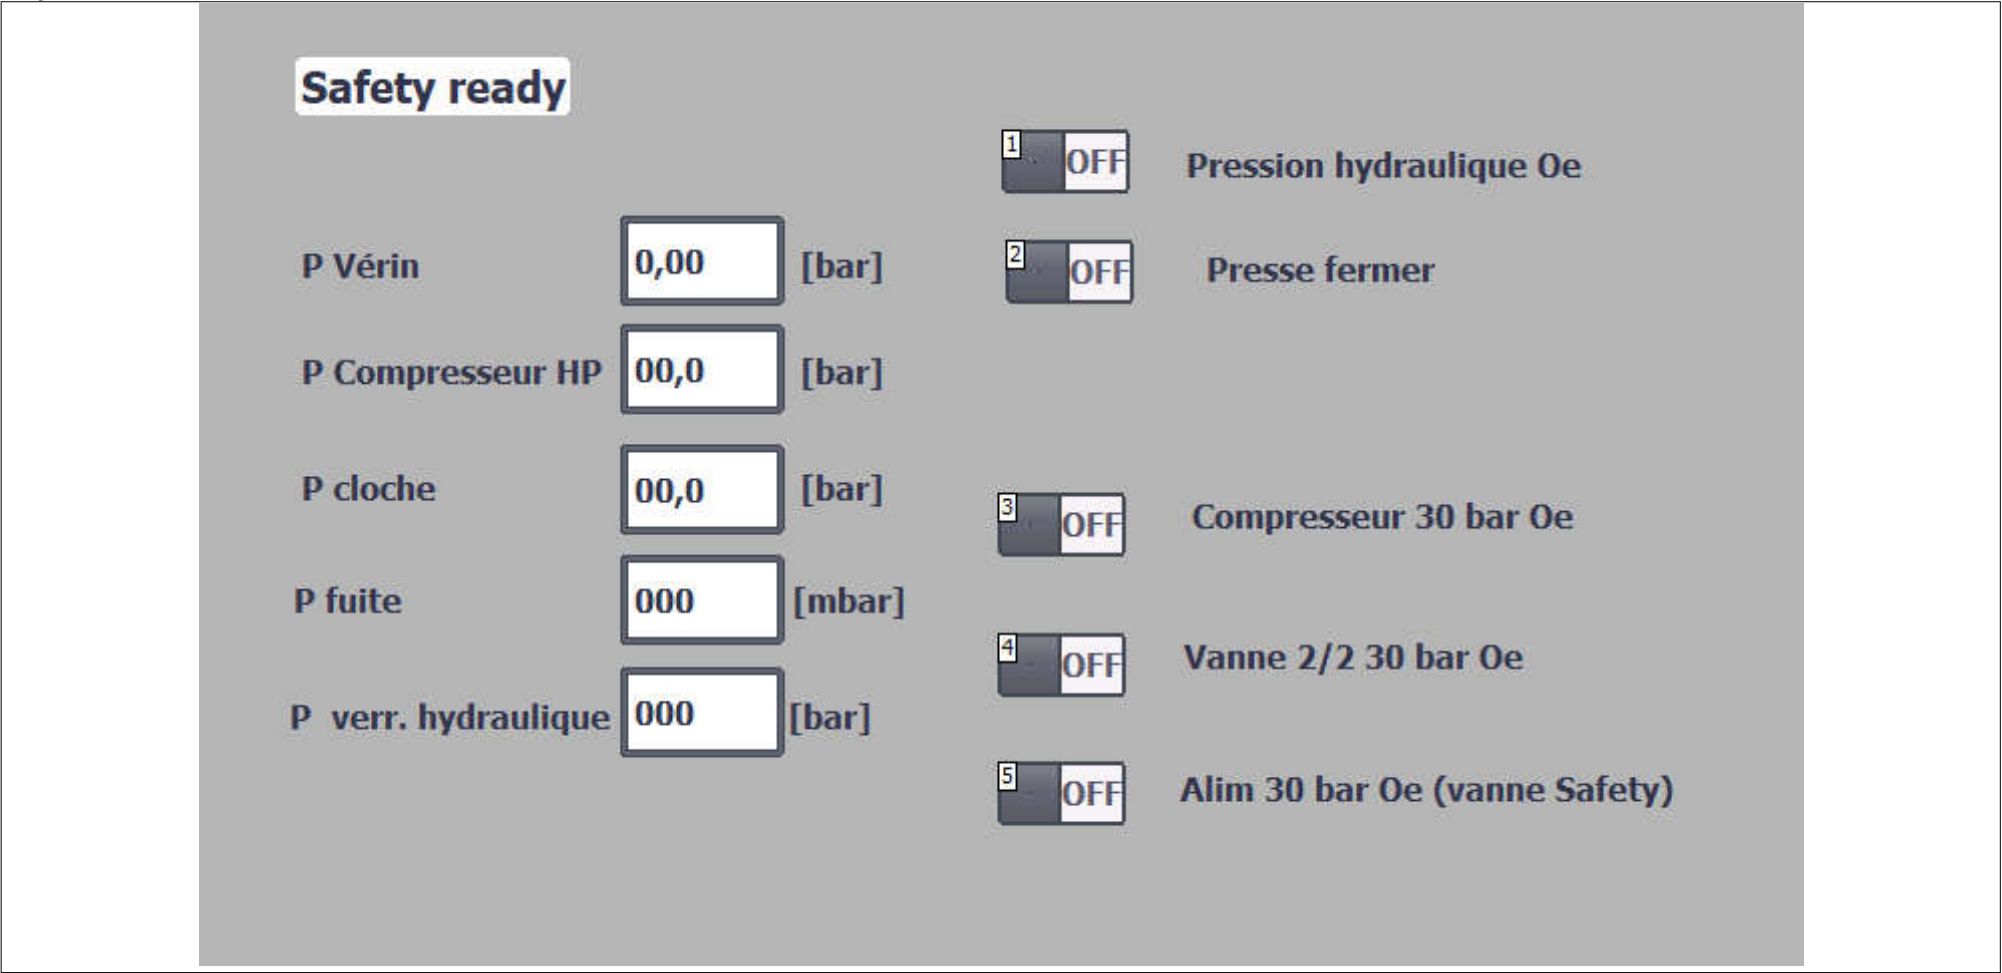 Safety ready
1 OFF Pression hydraulique Oe
P Vérin 0,00 [bar]
2 OFF Presse fermer
P Compresseur HP 00,0 [bar]
P cloche 00,0 [bar]
3 OFF Compresseur 30 bar Oe
P fuite 000 [mbar]
4 OFF Vanne 2/2 30 bar Oe
P verr. hydraulique 000 [bar]
5 OFF Alim 30 bar Oe (vanne Safety)